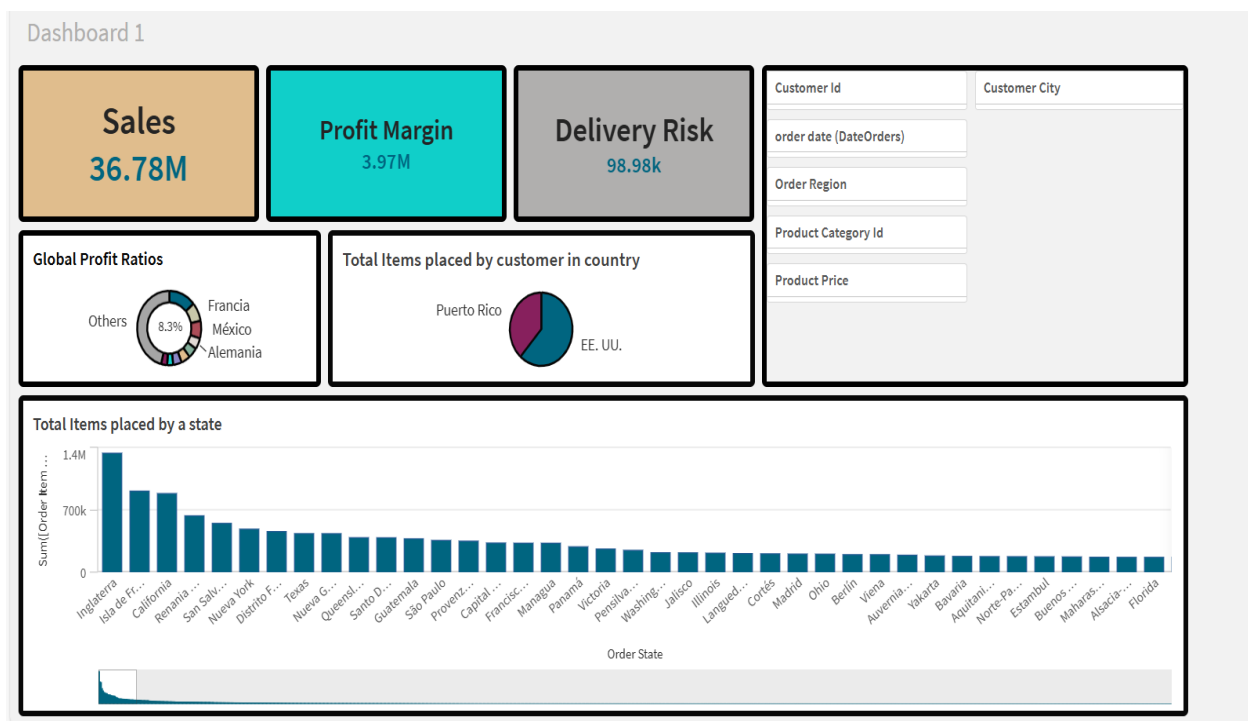 Dashboard 1
Sales
36.78M
Profit Margin
3.97M
Delivery Risk
98.98k
Customer Id
Customer City
order date (DateOrders)
Order Region
Product Category Id
Product Price
Global Profit Ratios
Others
8.3%
Francia
México
Alemania
Total Items placed by customer in country
Puerto Rico
EE. UU.
Total Items placed by a state
Sum([Order Item ...
1.4M
700k
0
Inglaterra
Isla de Fr...
California
Renania ...
San Salv...
Nueva York
Distrito F...
Texas
Nueva G...
Queensl...
Santo D...
Guatemala
São Paulo
Provenz...
Capital ...
Francisc...
Managua
Panamá
Victoria
Pensilva...
Washing...
Jalisco
Illinois
Langued...
Cortés
Madrid
Ohio
Berlín
Viena
Auvernia...
Yakarta
Bavaria
Aquitani...
Norte-Pa...
Estambul
Buenos ...
Maharas...
Alsacia-...
Florida
Order State